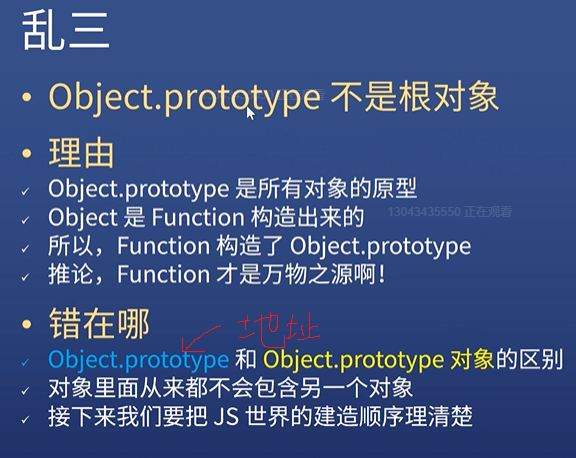 乱三
• Object.prototype 不是根对象
• 理由
✓ Object.prototype 是所有对象的原型
✓ Object 是 Function 构造出来的
13043435550 正在观看
✓ 所以，Function 构造了 Object.prototype
✓ 推论，Function 才是万物之源啊！
• 错在哪
地址
✓ Object.prototype 和 Object.prototype 对象的区别
✓ 对象里面从来都不会包含另一个对象
✓ 接下来我们要把 JS 世界的建造顺序理清楚